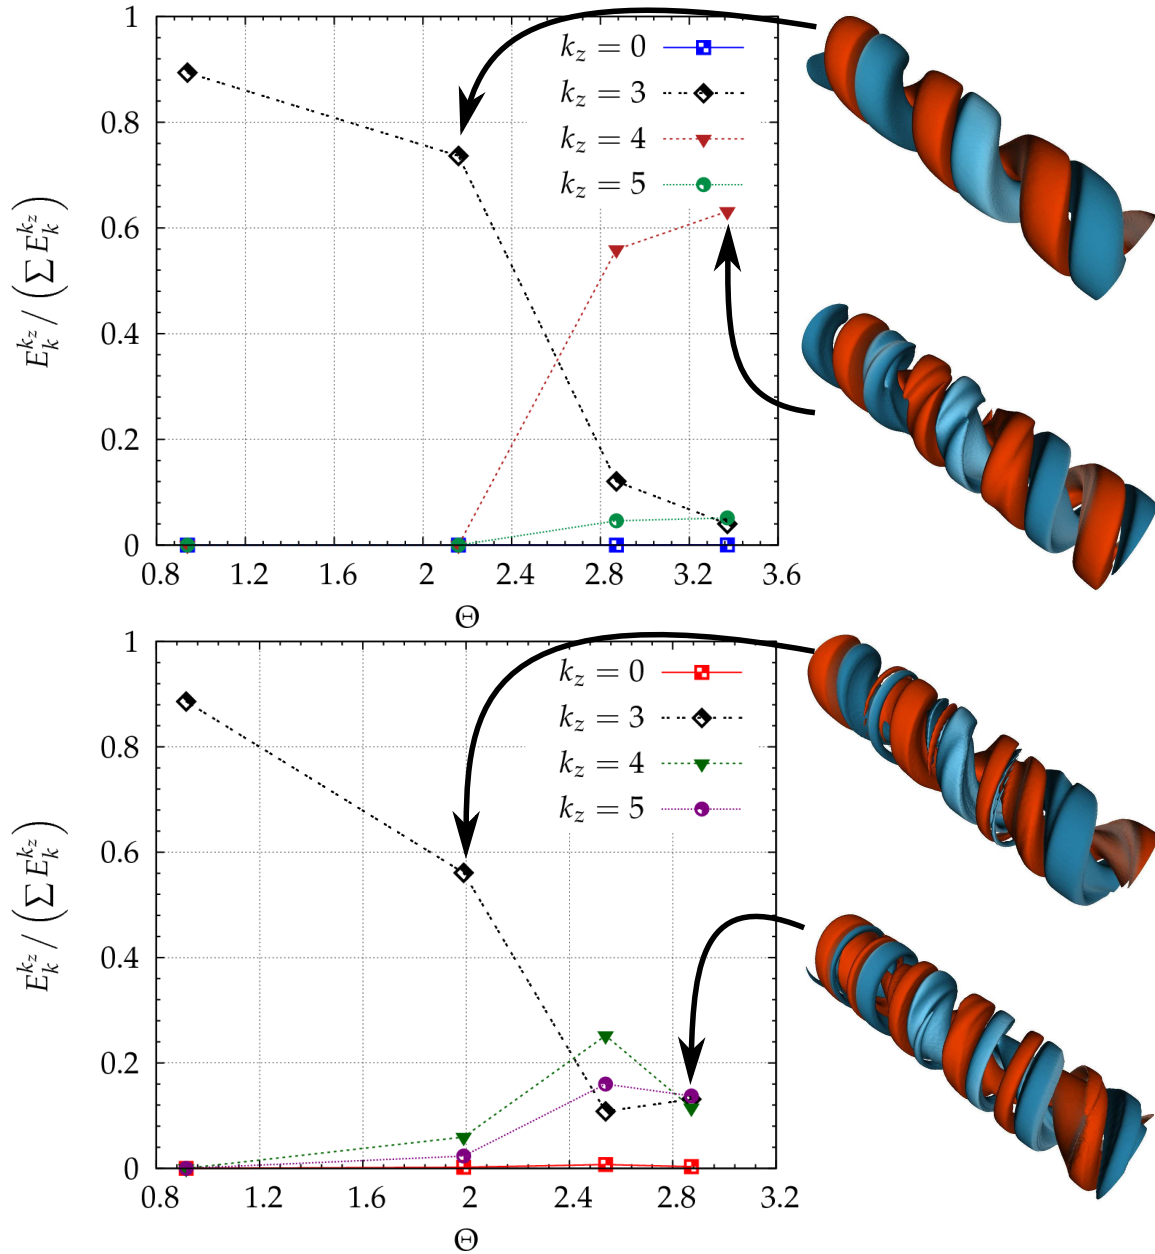 1
0.8
0.6
0.4
0.2
0
E_k^{k_z} / (∑ E_k^{k_z})
k_z = 0
k_z = 3
k_z = 4
k_z = 5
0.8 1.2 1.6 2 2.4 2.8 3.2 3.6
Θ
1
0.8
0.6
0.4
0.2
0
E_k^{k_z} / (∑ E_k^{k_z})
k_z = 0
k_z = 3
k_z = 4
k_z = 5
0.8 1.2 1.6 2 2.4 2.8 3.2
Θ